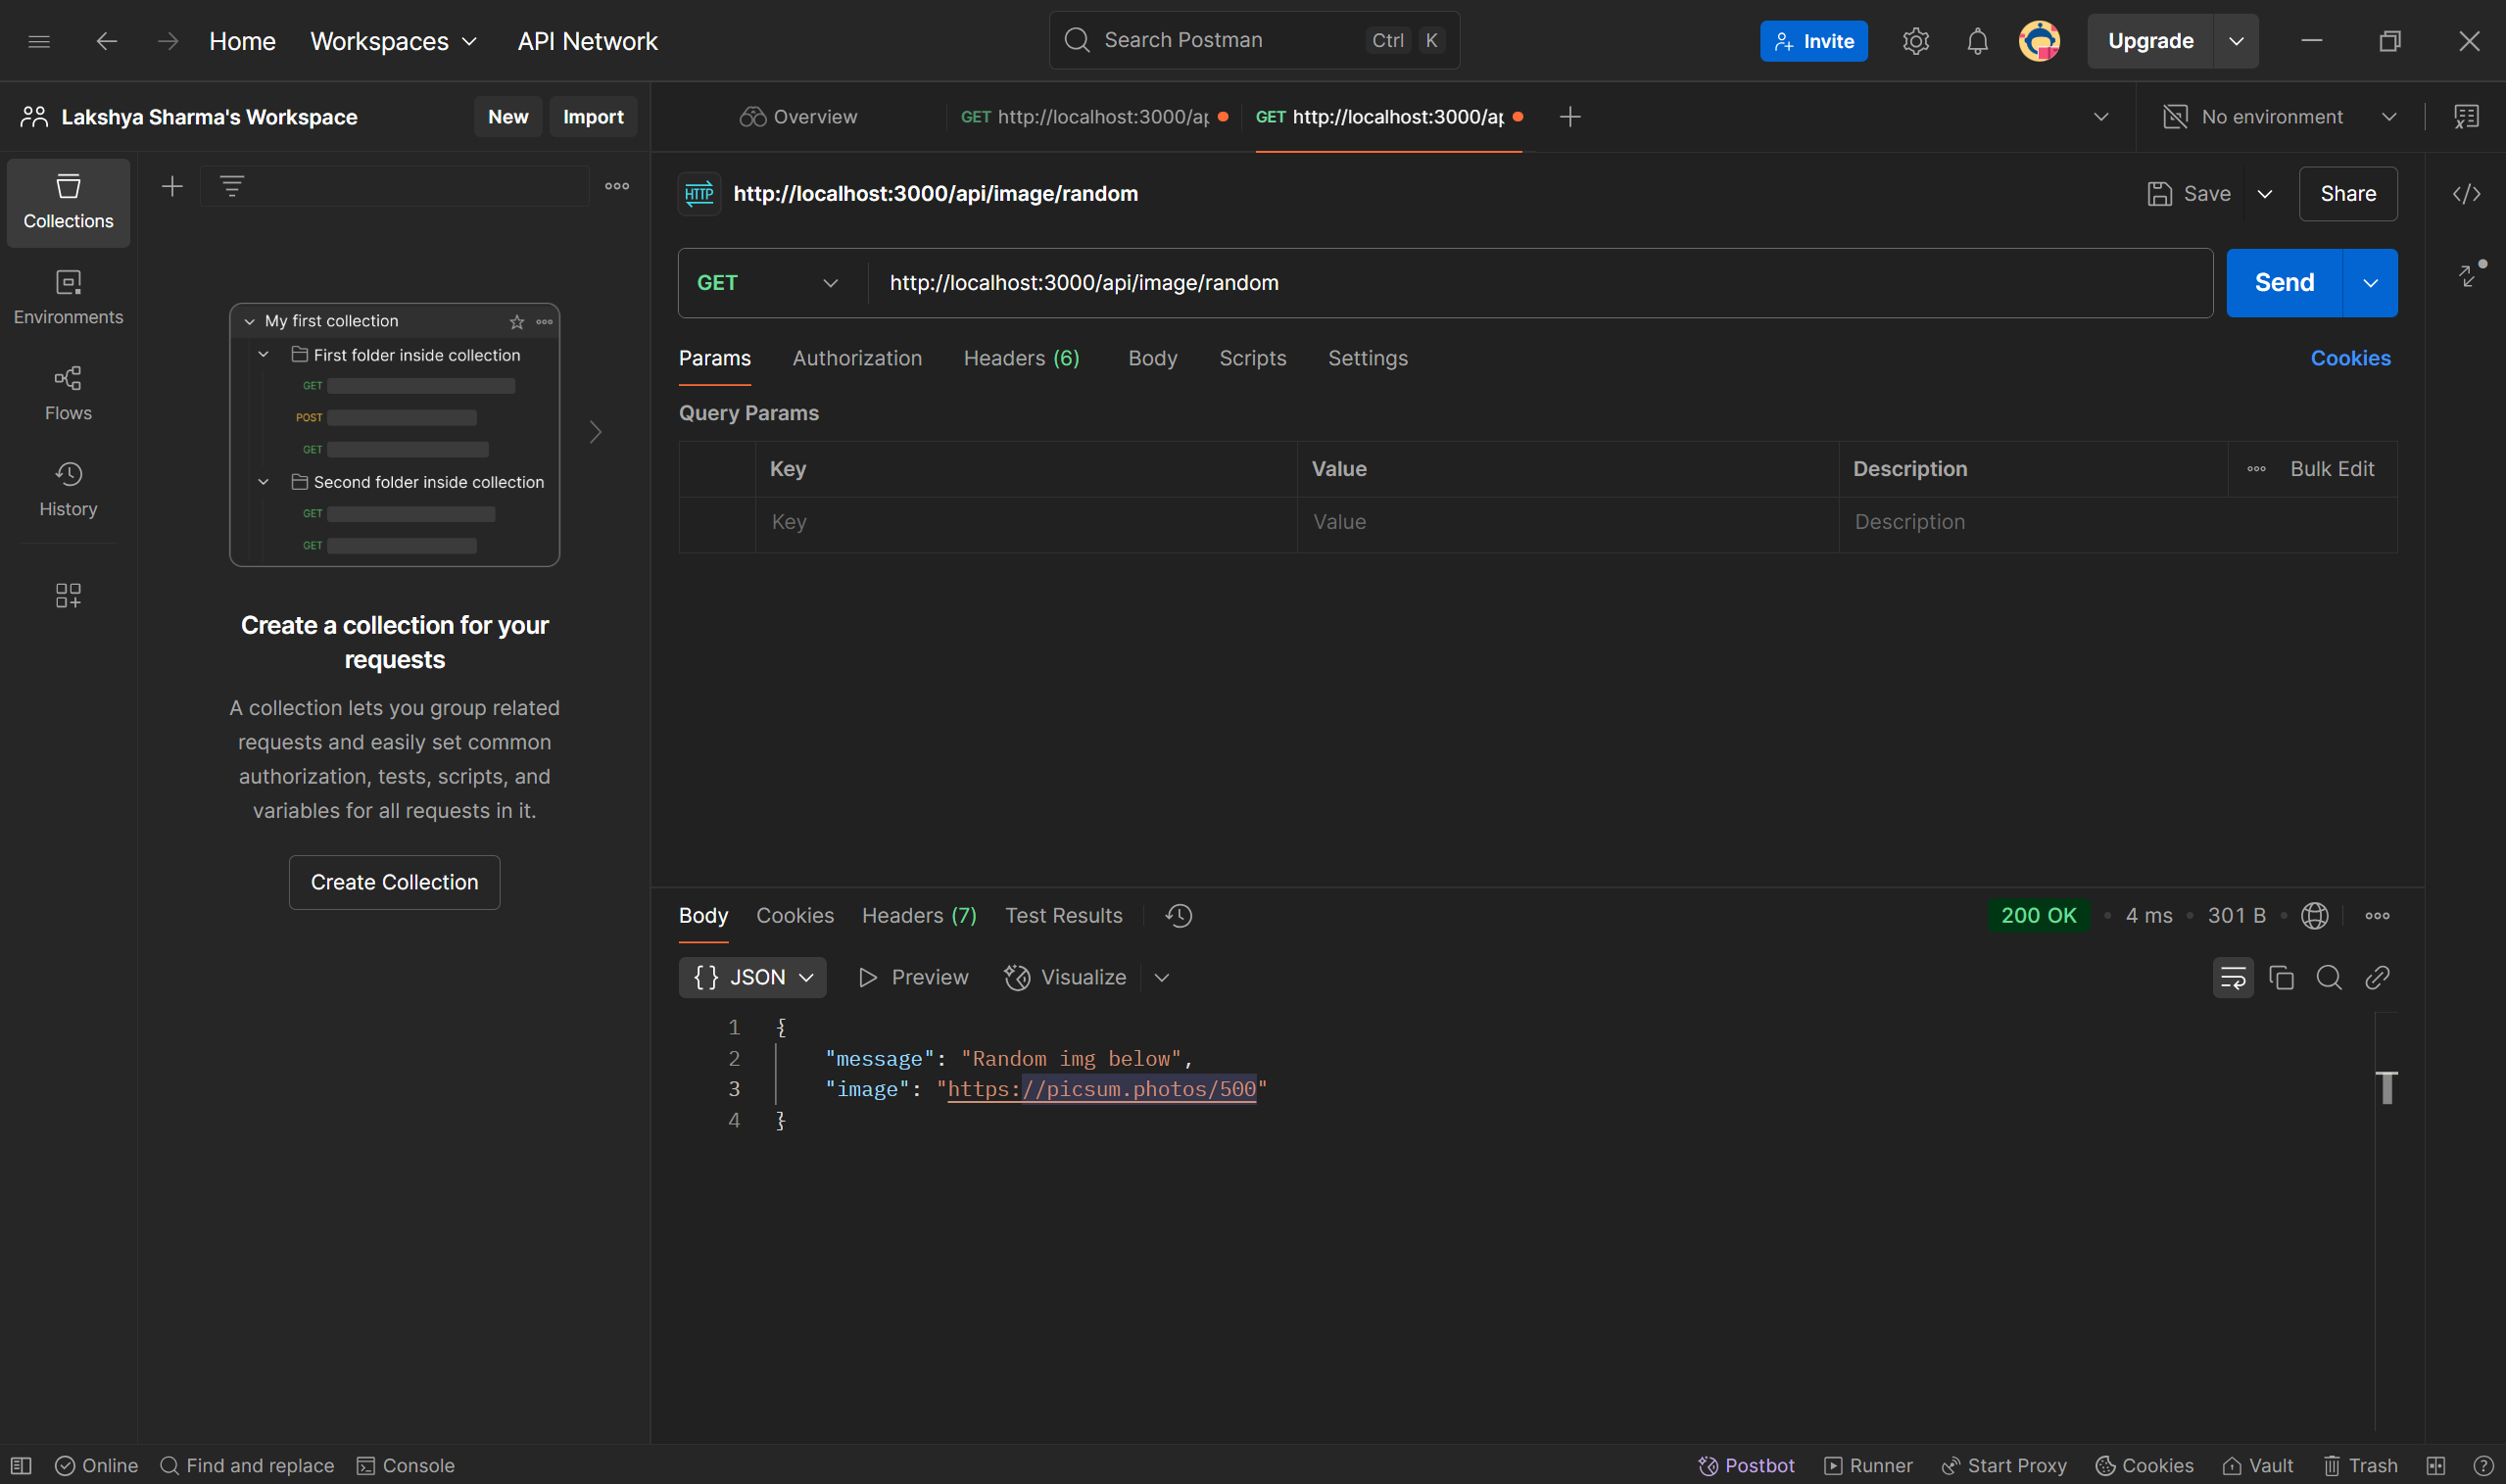 Home Workspaces API Network
Search Postman Ctrl K
Invite Upgrade
Lakshya Sharma's Workspace New Import
Overview
GET http://localhost:3000/ap
GET http://localhost:3000/ap
No environment
Collections
Environments
Flows
History
My first collection
First folder inside collection
GET
POST
GET
Second folder inside collection
GET
GET
Create a collection for your
requests
A collection lets you group related
requests and easily set common
authorization, tests, scripts, and
variables for all requests in it.
Create Collection
HTTP http://localhost:3000/api/image/random
Save Share
GET http://localhost:3000/api/image/random Send
Params Authorization Headers (6) Body Scripts Settings Cookies
Query Params
Key Value Description Bulk Edit
Key Value Description
Body Cookies Headers (7) Test Results 200 OK 4 ms 301 B
{} JSON Preview Visualize
1 {
2 "message": "Random img below",
3 "image": "https://picsum.photos/500"
4 }
Online Find and replace Console Postbot Runner Start Proxy Cookies Vault Trash